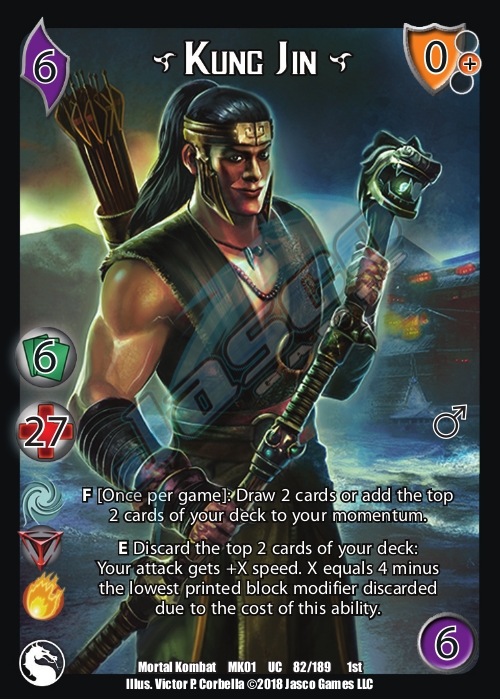 6
Kung Jin
0
+
6
27
F [Once per game]: Draw 2 cards or add the top
2 cards of your deck to your momentum.
E Discard the top 2 cards of your deck:
Your attack gets +X speed. X equals 4 minus
the lowest printed block modifier discarded
due to the cost of this ability.
6
Mortal Kombat MK01 UC 82/189 1st
Illus. Victor P. Corbella ©2018 Jasco Games LLC
Jasco
GAMES